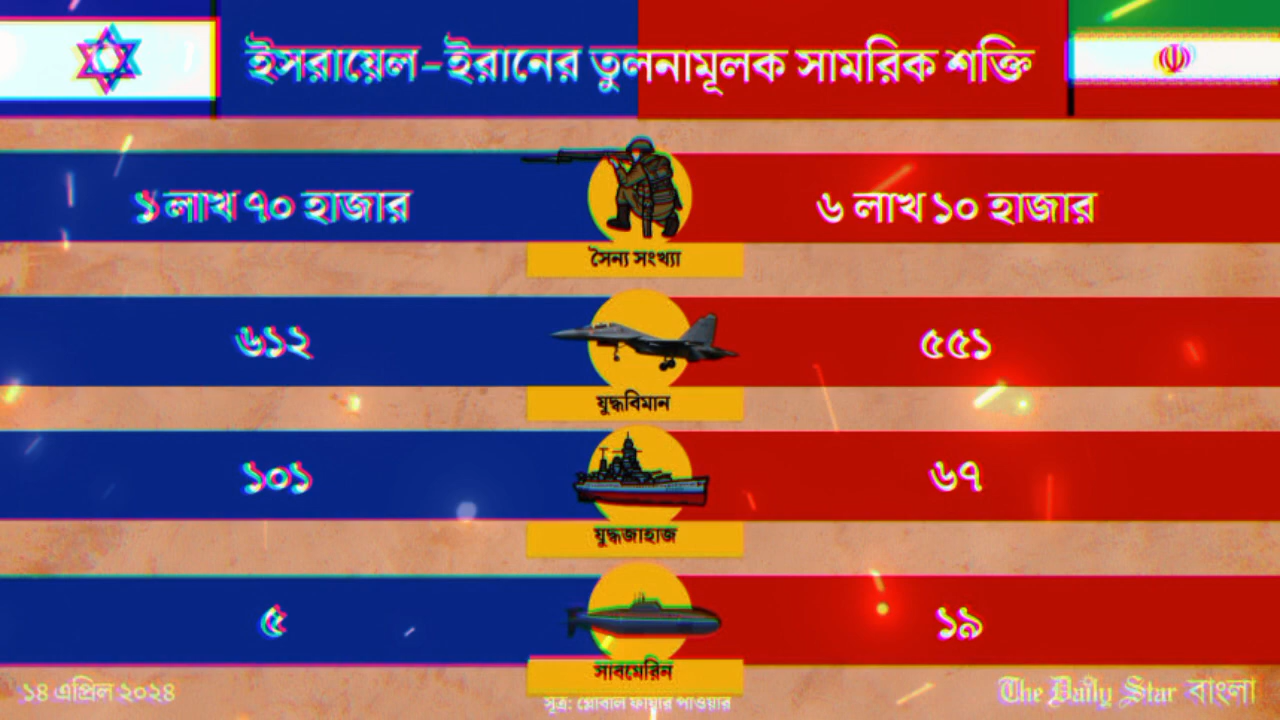 ইসরায়েল-ইরানের তুলনামূলক সামরিক শক্তি
১ লাখ ৭০ হাজার
৬ লাখ ১০ হাজার
সৈন্য সংখ্যা
৬১২
৫৫১
যুদ্ধবিমান
১০১
৬৭
যুদ্ধজাহাজ
৫
১৯
সাবমেরিন
১৪ এপ্রিল ২০২৪
সূত্র: গ্লোবাল ফায়ার পাওয়ার
The Daily Star বাংলা